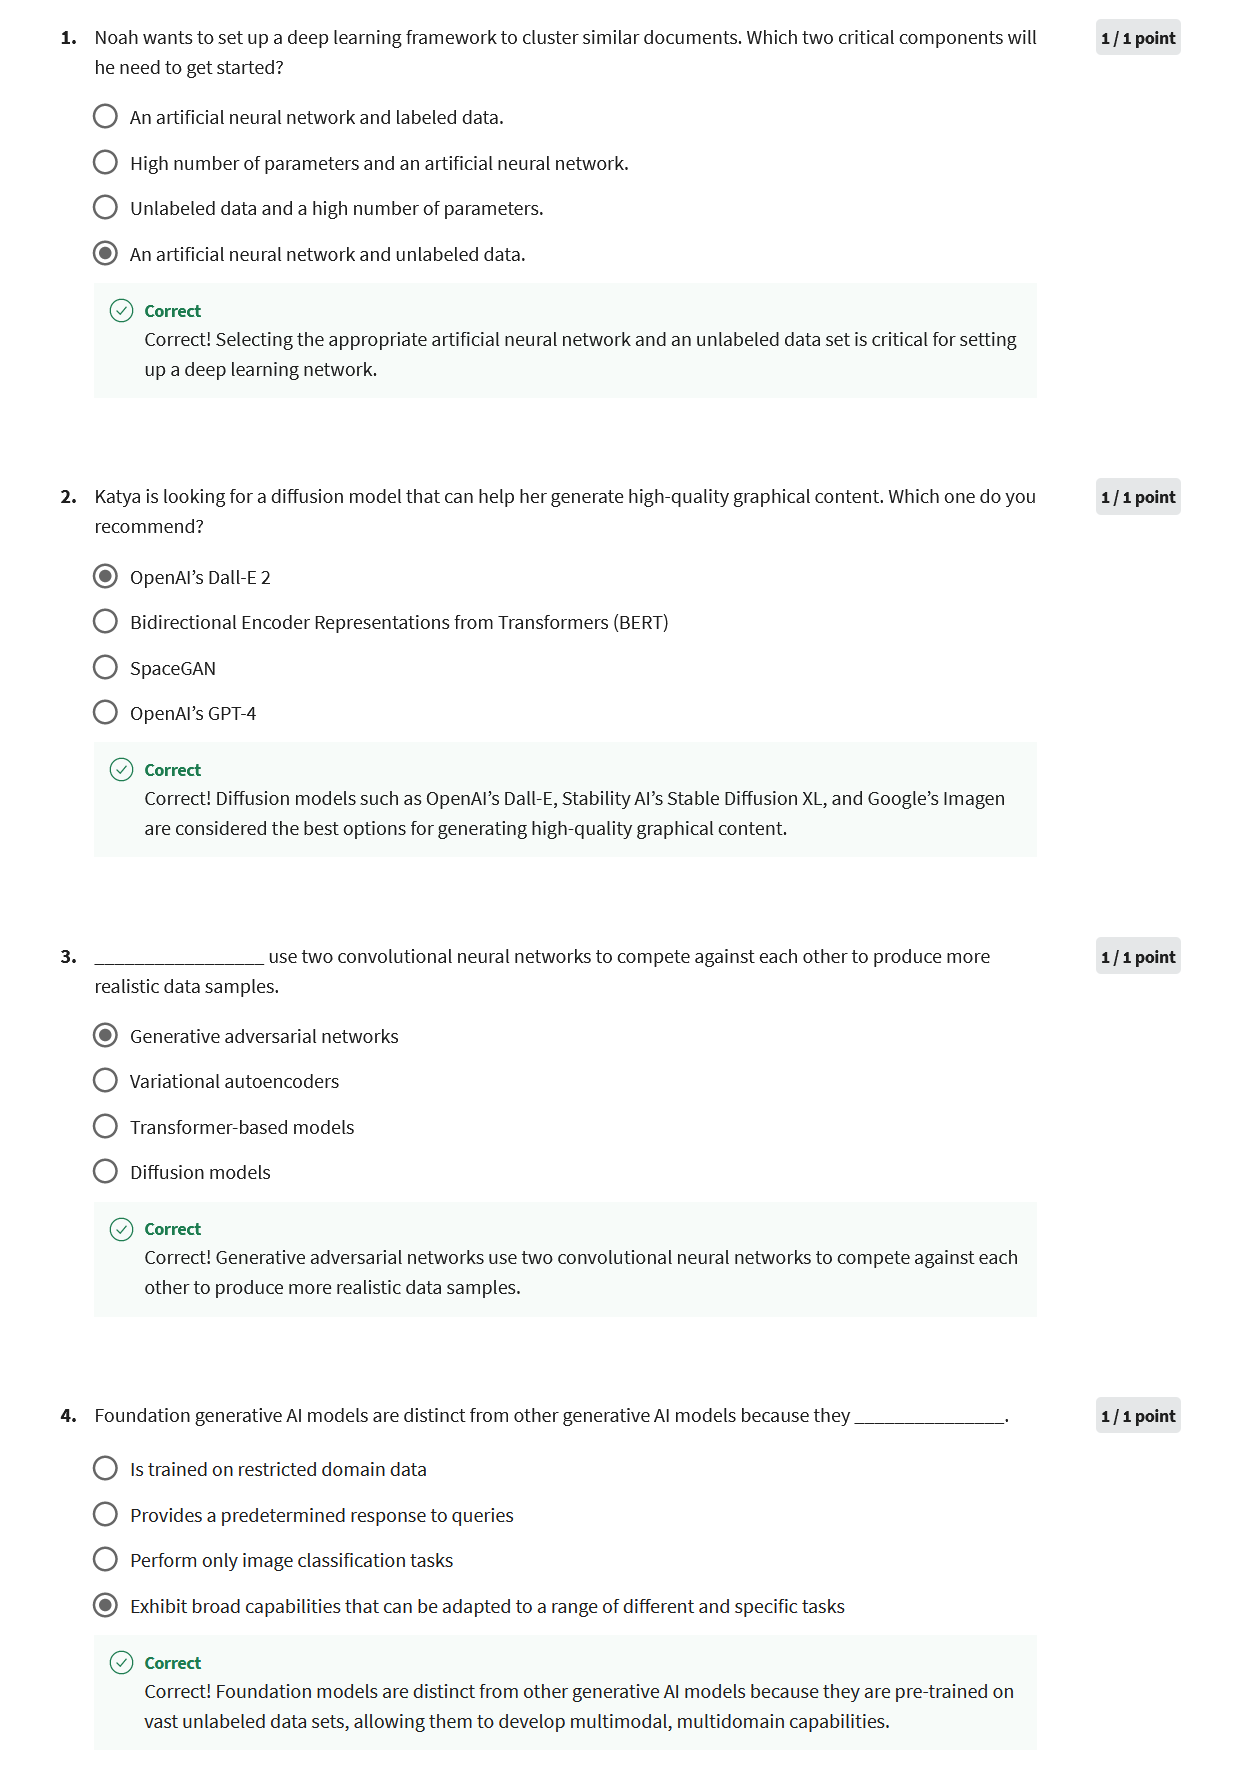 1. Noah wants to set up a deep learning framework to cluster similar documents. Which two critical components will
he need to get started?
1 / 1 point
An artificial neural network and labeled data.
High number of parameters and an artificial neural network.
Unlabeled data and a high number of parameters.
An artificial neural network and unlabeled data.
Correct
Correct! Selecting the appropriate artificial neural network and an unlabeled data set is critical for setting
up a deep learning network.
2. Katya is looking for a diffusion model that can help her generate high-quality graphical content. Which one do you
recommend?
1 / 1 point
OpenAI’s Dall-E 2
Bidirectional Encoder Representations from Transformers (BERT)
SpaceGAN
OpenAI’s GPT-4
Correct
Correct! Diffusion models such as OpenAI’s Dall-E, Stability AI’s Stable Diffusion XL, and Google’s Imagen
are considered the best options for generating high-quality graphical content.
3. _________________ use two convolutional neural networks to compete against each other to produce more
realistic data samples.
1 / 1 point
Generative adversarial networks
Variational autoencoders
Transformer-based models
Diffusion models
Correct
Correct! Generative adversarial networks use two convolutional neural networks to compete against each
other to produce more realistic data samples.
4. Foundation generative AI models are distinct from other generative AI models because they _______________.
1 / 1 point
Is trained on restricted domain data
Provides a predetermined response to queries
Perform only image classification tasks
Exhibit broad capabilities that can be adapted to a range of different and specific tasks
Correct
Correct! Foundation models are distinct from other generative AI models because they are pre-trained on
vast unlabeled data sets, allowing them to develop multimodal, multidomain capabilities.